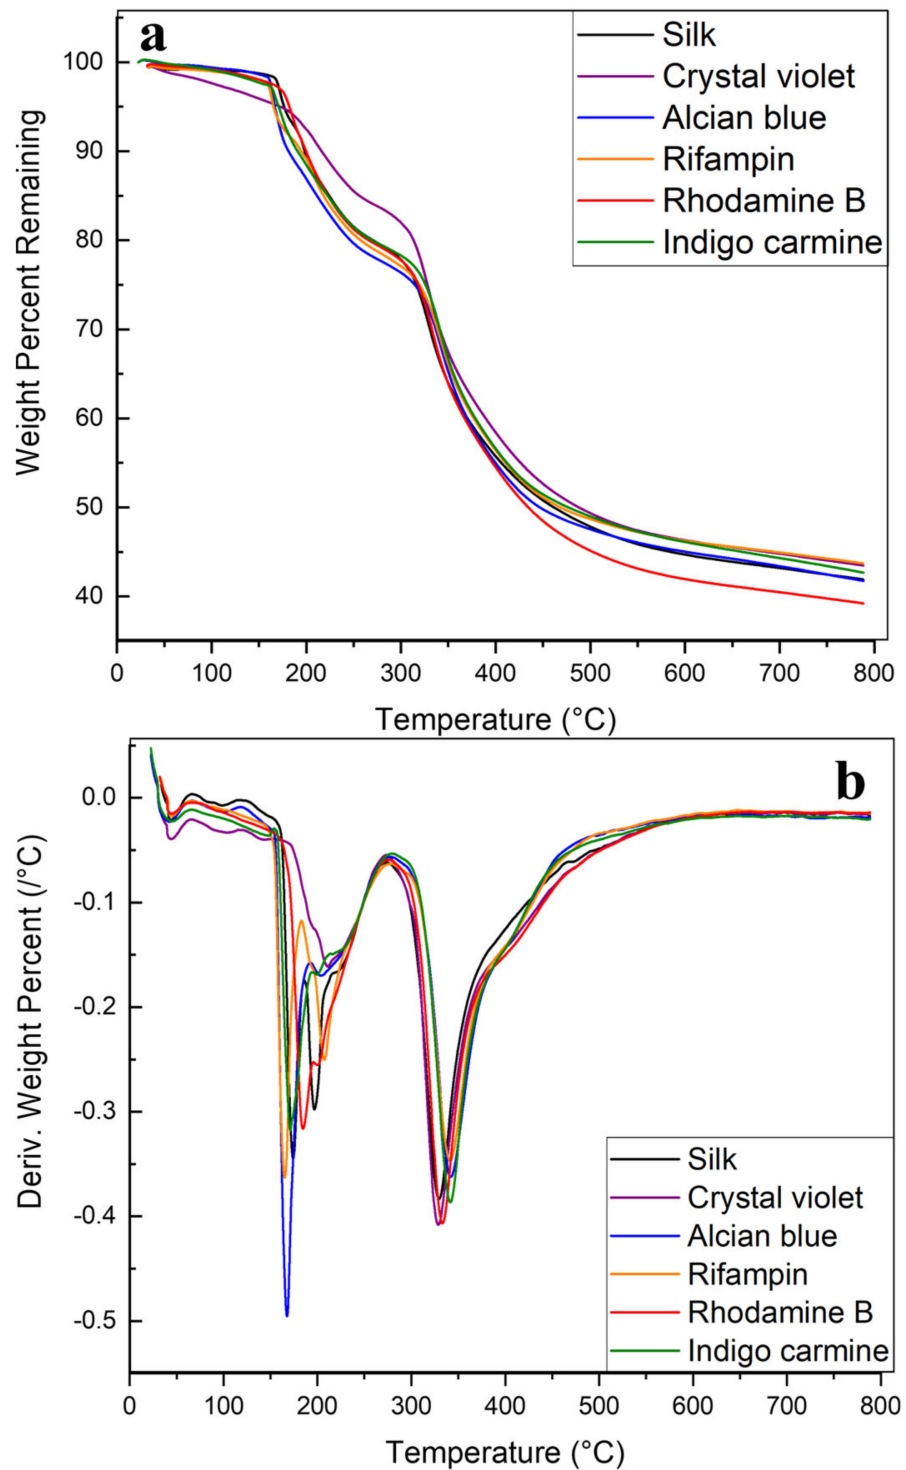 a
Silk
Crystal violet
Alcian blue
Rifampin
Rhodamine B
Indigo carmine
Weight Percent Remaining
100
90
80
70
60
50
40
0 100 200 300 400 500 600 700 800
Temperature (°C)
b
Deriv. Weight Percent (/°C)
0.0
-0.1
-0.2
-0.3
-0.4
-0.5
Silk
Crystal violet
Alcian blue
Rifampin
Rhodamine B
Indigo carmine
0 100 200 300 400 500 600 700 800
Temperature (°C)